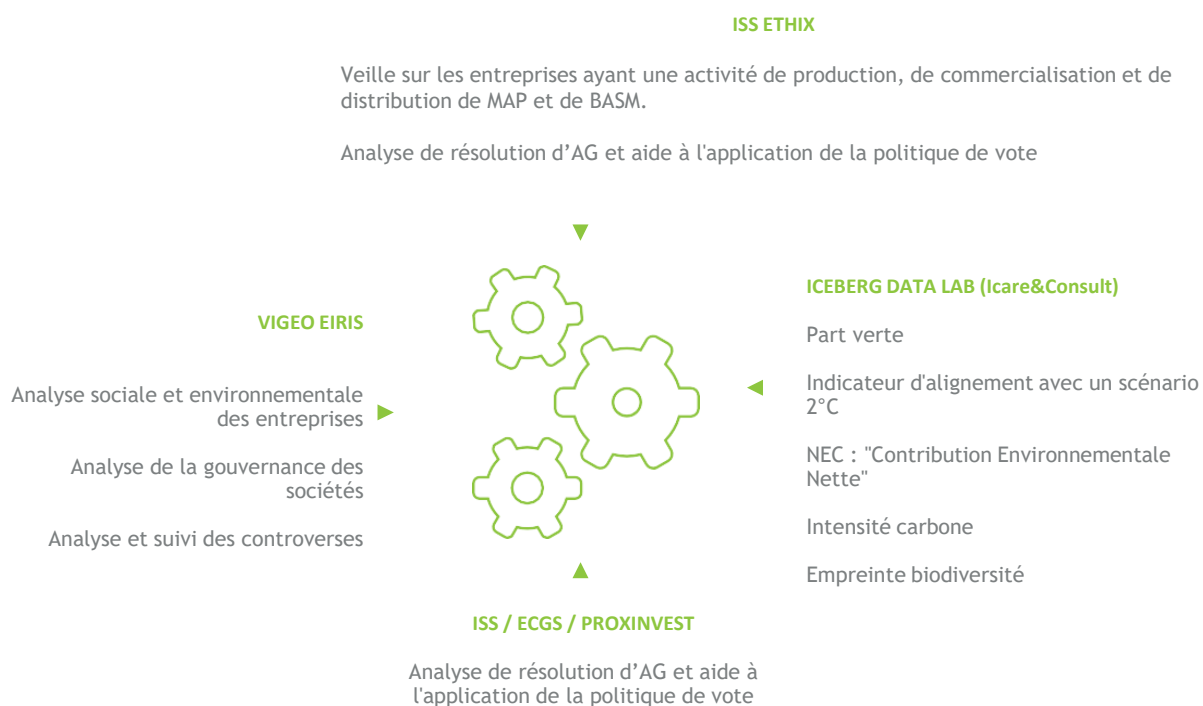 ISS ETHIX
Veille sur les entreprises ayant une activité de production, de commercialisation et de
distribution de MAP et de BASM.
Analyse de résolution d’AG et aide à l'application de la politique de vote
VIGEO EIRIS
Analyse sociale et environnementale
des entreprises
Analyse de la gouvernance des
sociétés
Analyse et suivi des controverses
ICEBERG DATA LAB (Icare&Consult)
Part verte
Indicateur d'alignement avec un scénario
2°C
NEC : "Contribution Environnementale
Nette"
Intensité carbone
Empreinte biodiversité
ISS / ECGS / PROXINVEST
Analyse de résolution d’AG et aide à
l'application de la politique de vote